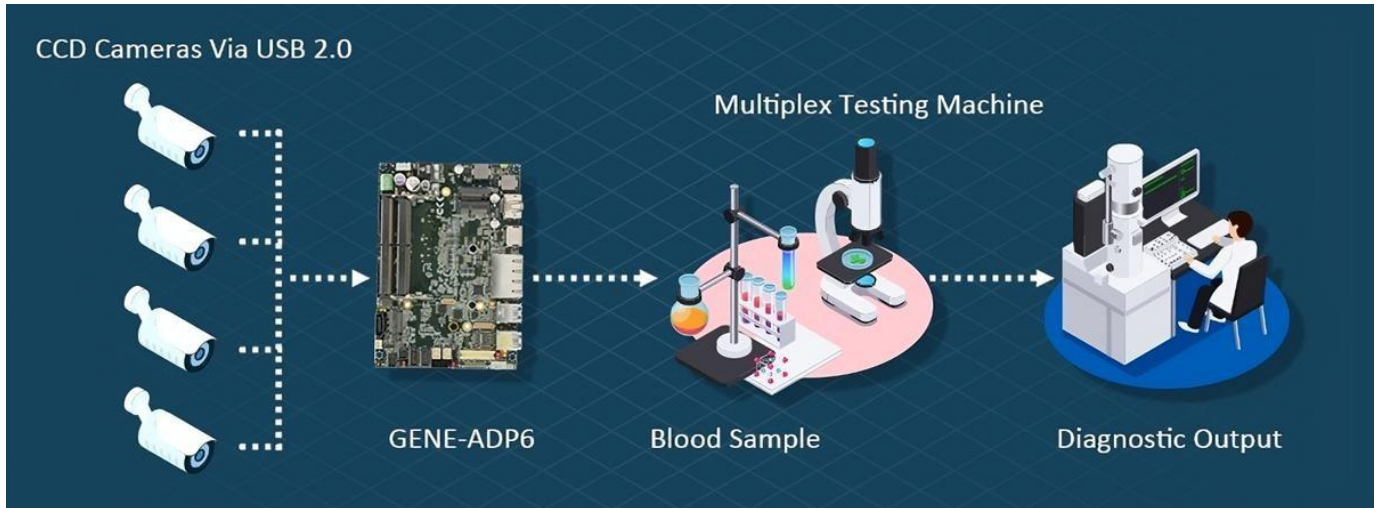 CCD Cameras Via USB 2.0
Multiplex Testing Machine
GENE-ADP6
Blood Sample
Diagnostic Output